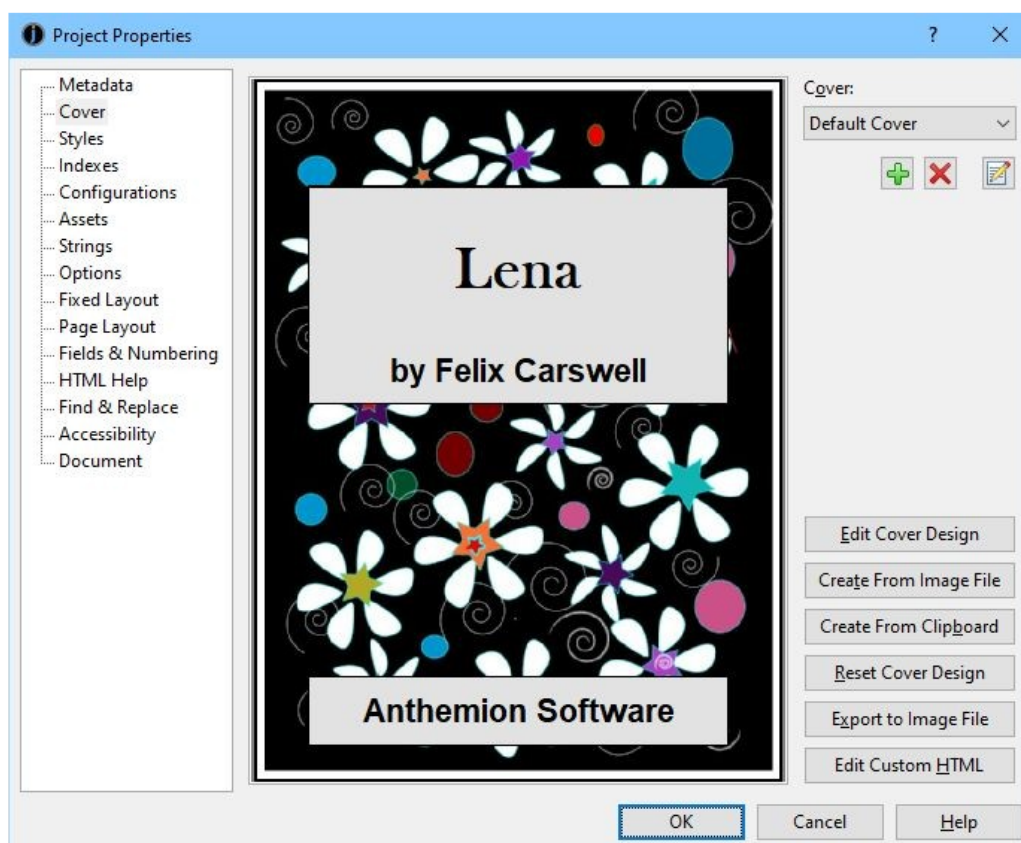 Project Properties
?
Metadata
Cover
Styles
Indexes
Configurations
Assets
Strings
Options
Fixed Layout
Page Layout
Fields & Numbering
HTML Help
Find & Replace
Accessibility
Document
Lena
by Felix Carswell
Anthemion Software
Cover:
Default Cover
Edit Cover Design
Create From Image File
Create From Clipboard
Reset Cover Design
Export to Image File
Edit Custom HTML
OK
Cancel
Help